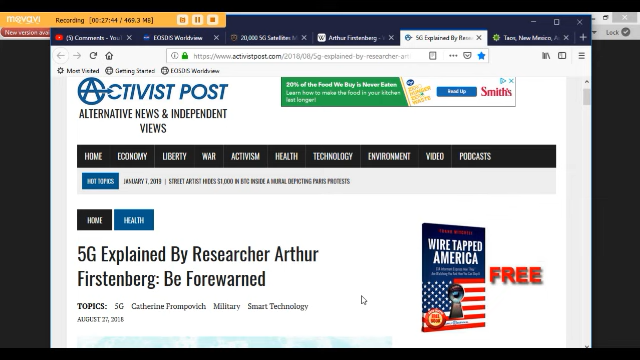 movavi
Recording
00:27:44 / 469.3 MB
New version avai
Lock
(5) Comments - YouT
EOSDIS Worldview
20,000 5G Satellites
Arthur Firstenberg - W
5G Explained By Rese
Taos, New Mexico, A
https://www.activistpost.com/2018/08/5g-explained-by-researcher-ar
Most Visited
Getting Started
EOSDIS Worldview
ACTIVIST POST
ALTERNATIVE NEWS & INDEPENDENT
VIEWS
20% of the Food We Buy is Never Eaten.
Learn how to make the food in your kitchen
last longer!
Read Up
Smith's
HOME ECONOMY LIBERTY WAR ACTIVISM HEALTH TECHNOLOGY ENVIRONMENT VIDEO PODCASTS
HOT TOPICS
JANUARY 7, 2019 | STREET ARTIST HIDES $1,000 IN BTC INSIDE A MURAL DEPICTING PARIS PROTESTS
HOME
HEALTH
5G Explained By Researcher Arthur
Firstenberg: Be Forewarned
TOPICS: 5G Catherine Frompovich Military Smart Technology
AUGUST 27, 2018
WIRE TAPPED
AMERICA
FREE